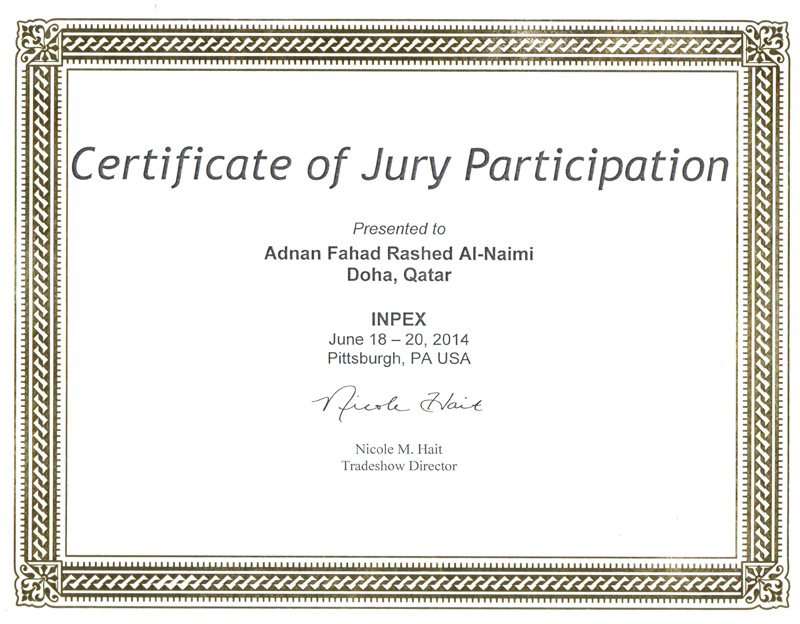 Certificate of Jury Participation
Presented to
Adnan Fahad Rashed Al-Naimi
Doha, Qatar
INPEX
June 18 – 20, 2014
Pittsburgh, PA USA
Nicole Hait
Nicole M. Hait
Tradeshow Director